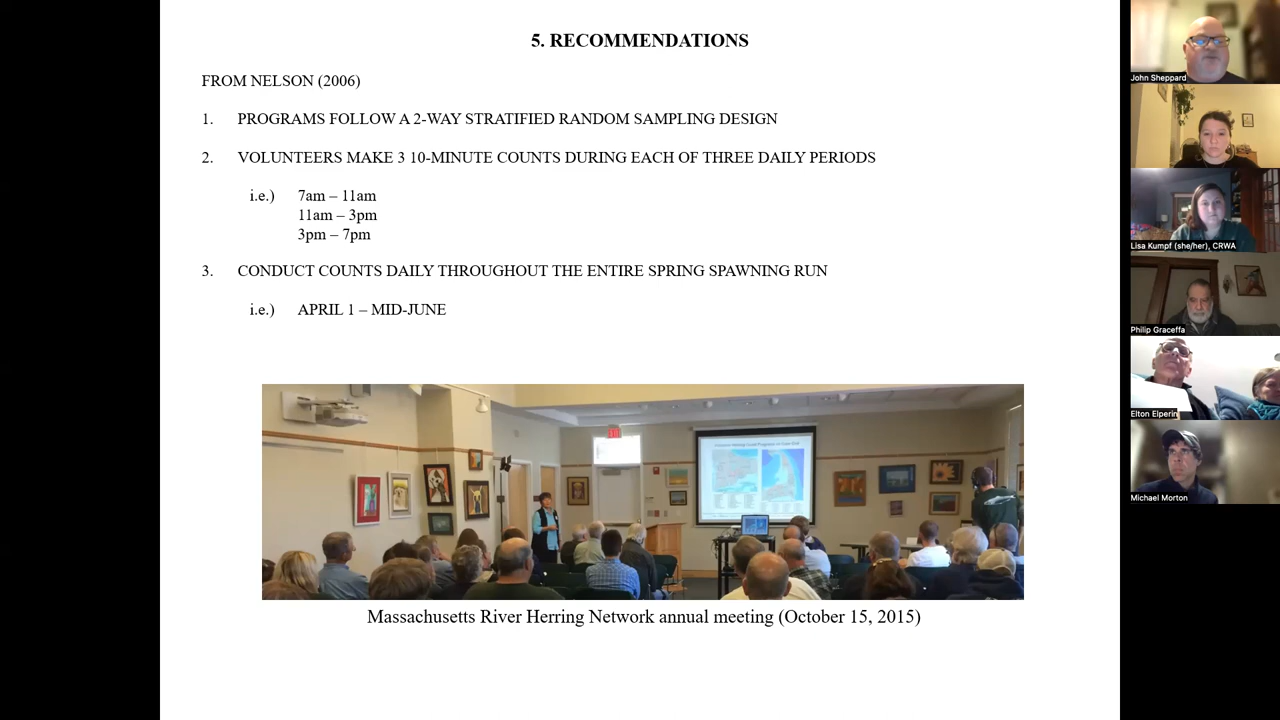 5. RECOMMENDATIONS
FROM NELSON (2006)
1. PROGRAMS FOLLOW A 2-WAY STRATIFIED RANDOM SAMPLING DESIGN
2. VOLUNTEERS MAKE 3 10-MINUTE COUNTS DURING EACH OF THREE DAILY PERIODS
i.e.) 7am – 11am
11am – 3pm
3pm – 7pm
3. CONDUCT COUNTS DAILY THROUGHOUT THE ENTIRE SPRING SPAWNING RUN
i.e.) APRIL 1 – MID-JUNE
Massachusetts River Herring Network annual meeting (October 15, 2015)
John Sheppard
Lisa Kumpf (she/her), CRWA
Philip Graceffa
Elton Elperin
Michael Morton